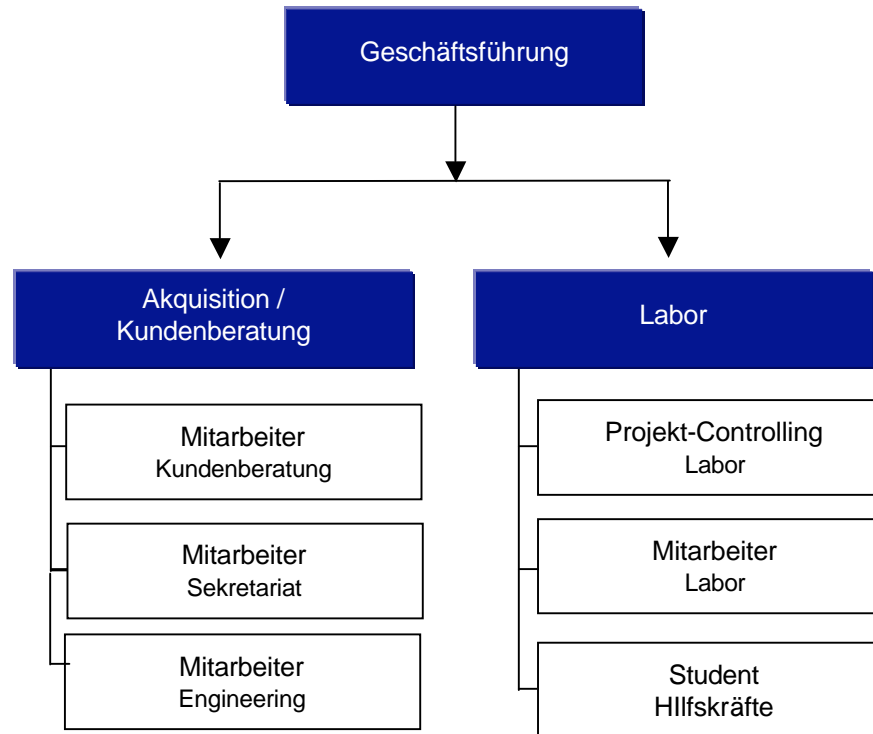 Geschäftsführung
Akquisition /
Kundenberatung
Labor
Mitarbeiter
Kundenberatung
Mitarbeiter
Sekretariat
Mitarbeiter
Engineering
Projekt-Controlling
Labor
Mitarbeiter
Labor
Student
HIlfskräfte